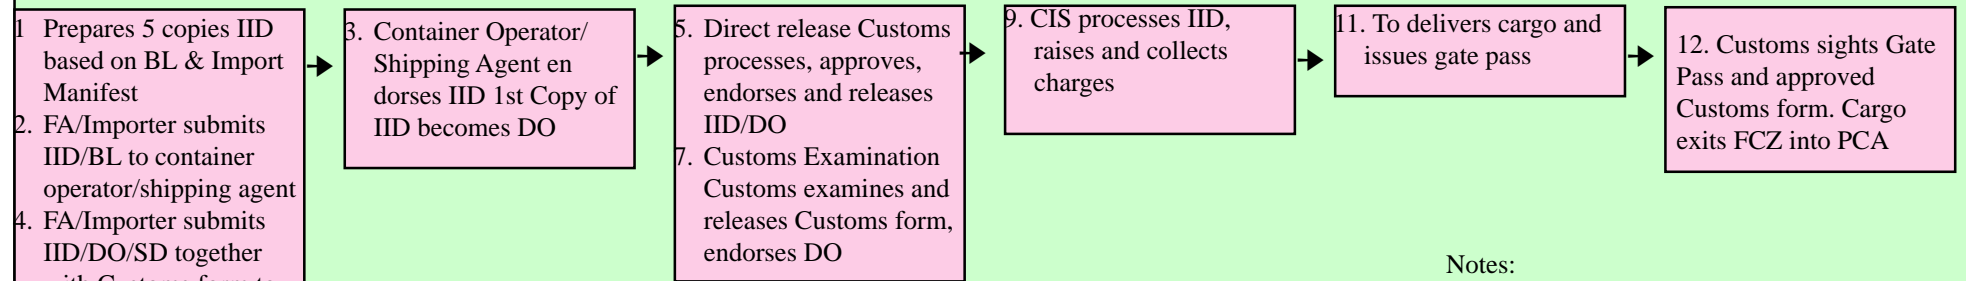 1 Prepares 5 copies IID
based on BL & Import
Manifest
2. FA/Importer submits
IID/BL to container
operator/shipping agent
4. FA/Importer submits
IID/DO/SD together
with Customs form to
3. Container Operator/
Shipping Agent en
dorses IID 1st Copy of
IID becomes DO
5. Direct release Customs
processes, approves,
endorses and releases
IID/DO
7. Customs Examination
Customs examines and
releases Customs form,
endorses DO
9. CIS processes IID,
raises and collects
charges
11. To delivers cargo and
issues gate pass
12. Customs sights Gate
Pass and approved
Customs form. Cargo
exits FCZ into PCA
Notes: